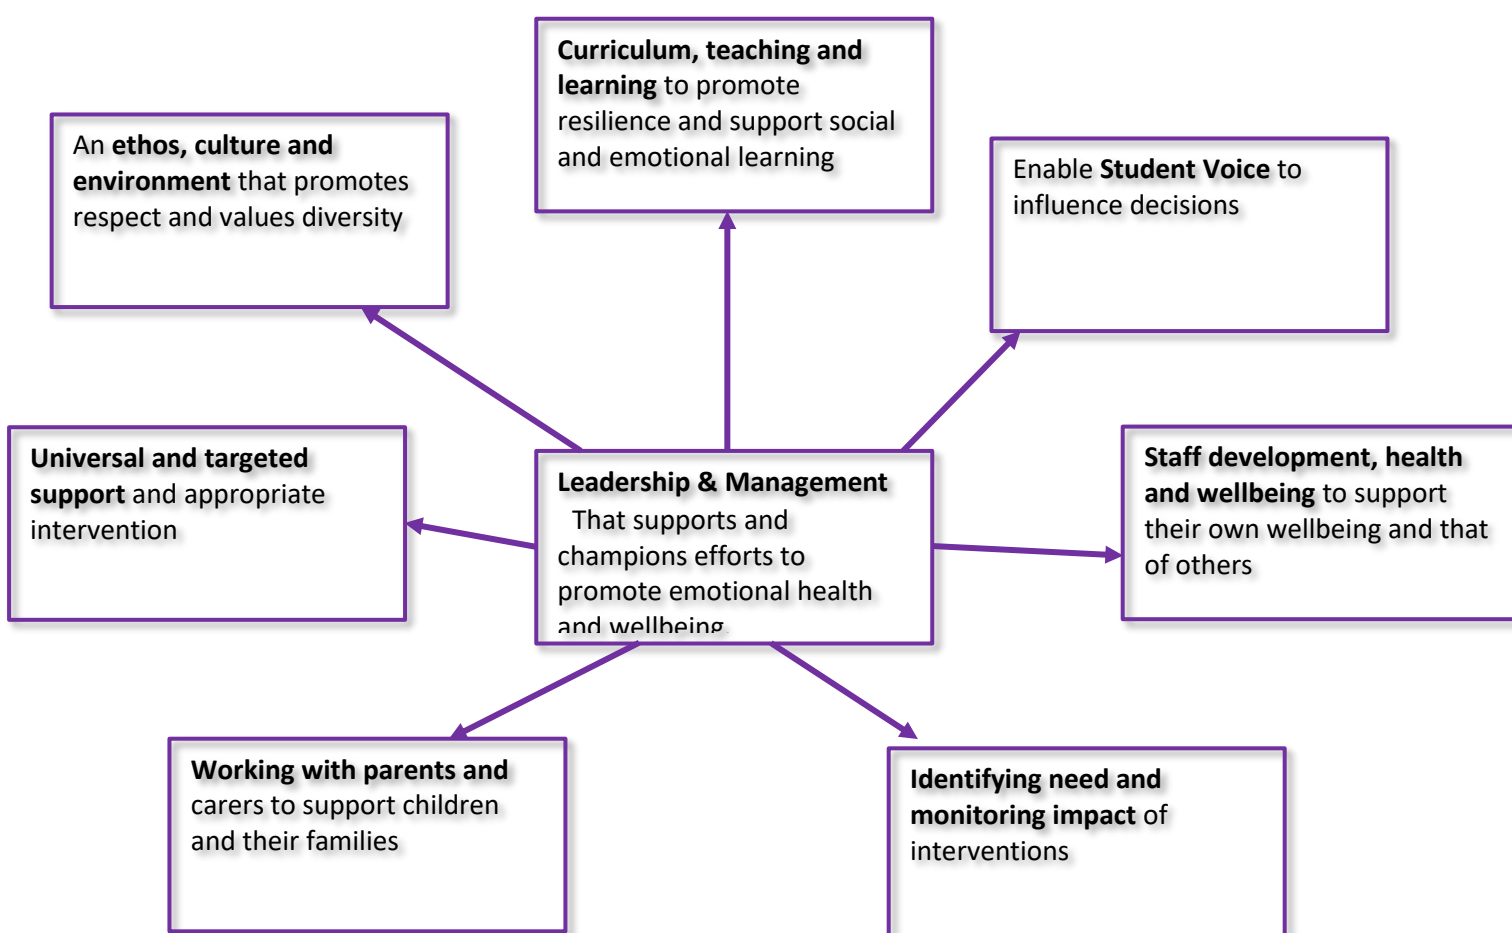 Curriculum, teaching and
learning to promote
resilience and support social
and emotional learning
An ethos, culture and
environment that promotes
respect and values diversity
Enable Student Voice to
influence decisions
Universal and targeted
support and appropriate
intervention
Leadership & Management
That supports and
champions efforts to
promote emotional health
and wellbeing.
Staff development, health
and wellbeing to support
their own wellbeing and that
of others
Working with parents and
carers to support children
and their families
Identifying need and
monitoring impact of
interventions